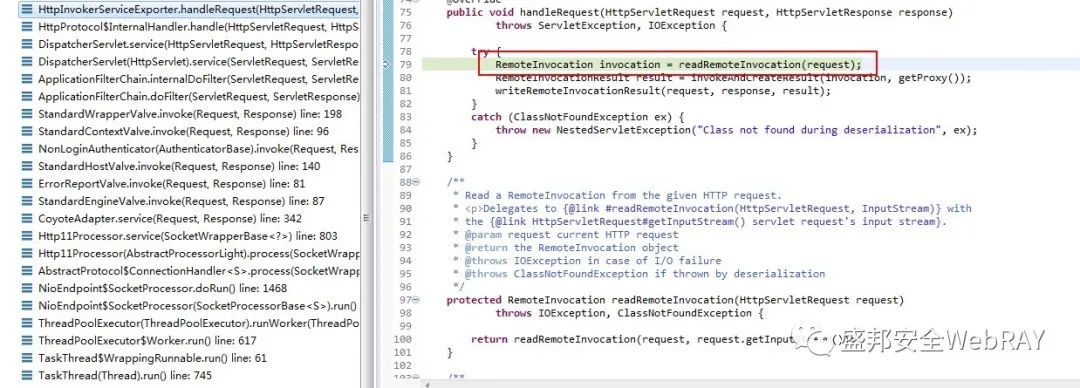 HttpInvokerServiceExporter.handleRequest(HttpServletRequest,
HttpProtocol$InternalHandler.handle(HttpServletRequest, HttpS
DispatcherServlet.service(HttpServletRequest, HttpServletRespo
DispatcherServlet(HttpServlet).service(ServletRequest, ServletR
ApplicationFilterChain.internalDoFilter(ServletRequest, ServletR
ApplicationFilterChain.doFilter(ServletRequest, ServletResponse)
StandardWrapperValve.invoke(Request, Response) line: 198
StandardContextValve.invoke(Request, Response) line: 96
NonLoginAuthenticator(AuthenticatorBase).invoke(Request, Res
StandardHostValve.invoke(Request, Response) line: 140
ErrorReportValve.invoke(Request, Response) line: 81
StandardEngineValve.invoke(Request, Response) line: 87
CoyoteAdapter.service(Request, Response) line: 342
Http11Processor.service(SocketWrapperBase<?>) line: 803
Http11Processor(AbstractProcessorLight).process(SocketWrapp
AbstractProtocol$ConnectionHandler<S>.process(SocketWrapp
NioEndpoint$SocketProcessor.doRun() line: 1468
NioEndpoint$SocketProcessor(SocketProcessorBase<S>).run()
ThreadPoolExecutor(ThreadPoolExecutor).runWorker(ThreadPo
ThreadPoolExecutor$Worker.run() line: 617
TaskThread$WrappingRunnable.run() line: 61
TaskThread(Thread).run() line: 745
74 @Override
75 public void handleRequest(HttpServletRequest request, HttpServletResponse response)
76 throws ServletException, IOException {
77
78 try {
79 RemoteInvocation invocation = readRemoteInvocation(request);
80 RemoteInvocationResult result = invokeAndCreateResult(invocation, getProxy());
81 writeRemoteInvocationResult(request, response, result);
82 }
83 catch (ClassNotFoundException ex) {
84 throw new NestedServletException("Class not found during deserialization", ex);
85 }
86 }
87
88 /**
89 * Read a RemoteInvocation from the given HTTP request.
90 * <p>Delegates to {@link #readRemoteInvocation(HttpServletRequest, InputStream)} with
91 * the {@link HttpServletRequest#getInputStream() servlet request's input stream}.
92 * @param request current HTTP request
93 * @return the RemoteInvocation object
94 * @throws IOException in case of I/O failure
95 * @throws ClassNotFoundException if thrown by deserialization
96 */
97 protected RemoteInvocation readRemoteInvocation(HttpServletRequest request)
98 throws IOException, ClassNotFoundException {
99
100 return readRemoteInvocation(request, request.getInpu
101 }
102
盛邦安全WebRAY
/**